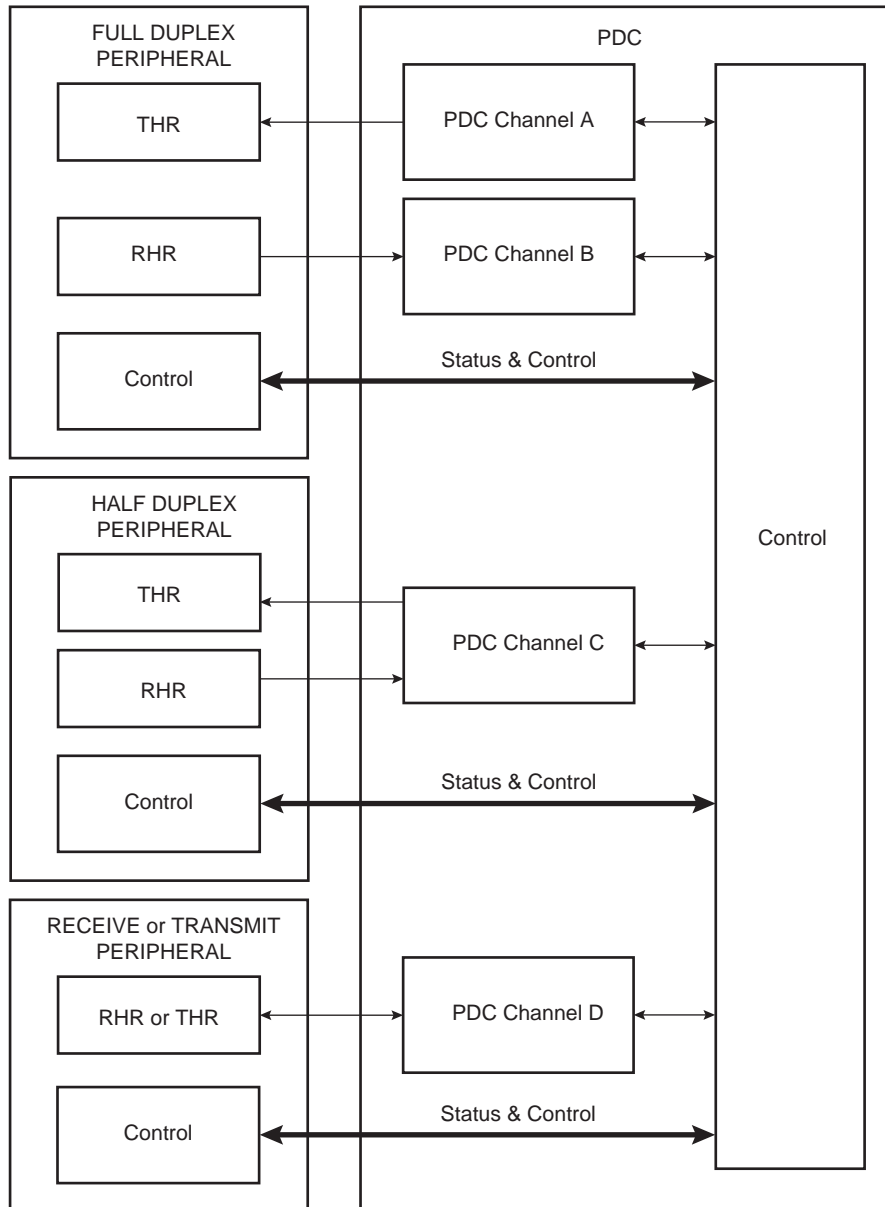 FULL DUPLEX
PERIPHERAL
THR
RHR
Control
PDC
PDC Channel A
PDC Channel B
Status & Control
HALF DUPLEX
PERIPHERAL
THR
RHR
Control
PDC Channel C
Status & Control
Control
RECEIVE or TRANSMIT
PERIPHERAL
RHR or THR
Control
PDC Channel D
Status & Control